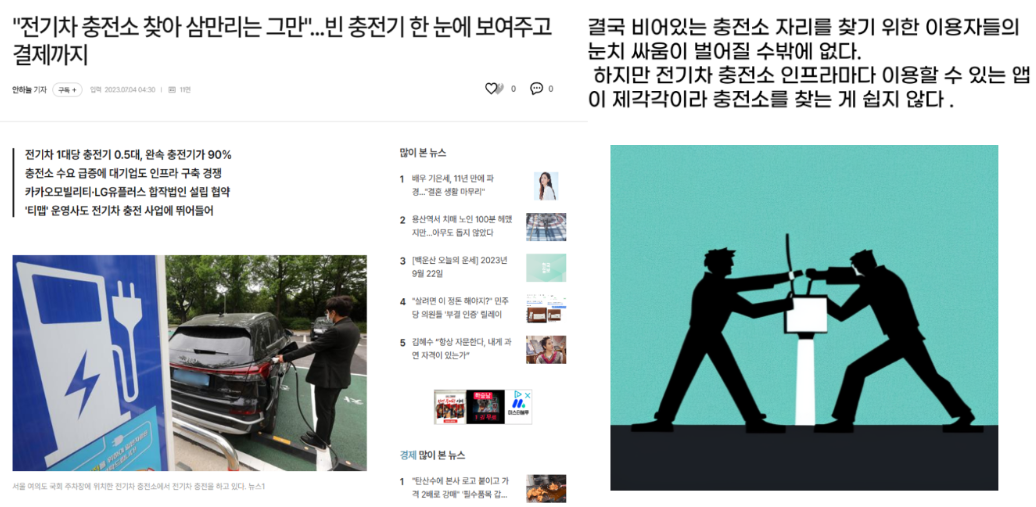 "전기차 충전소 찾아 삼만리는 그만"...빈 충전기 한 눈에 보여주고
결제까지
안하늘 기자 구독 + 입력 2023.07.04 04:30 11면 0 0
전기차 1대당 충전기 0.5대, 완속 충전기가 90%
충전소 수요 급증에 대기업도 인프라 구축 경쟁
카카오모빌리티·LG유플러스 합작법인 설립 협약
'티맵' 운영사도 전기차 충전 사업에 뛰어들어
서울 여의도 국회 주차장에 위치한 전기차 충전소에서 전기차 충전을 하고 있다. 뉴스1
많이 본 뉴스
1 배우 기은세, 11년 만에 파
경..."결혼 생활 마무리"
2 용산역서 치매 노인 100분 헤맸
지만...아무도 돕지 않았다
3 [백운산 오늘의 운세] 2023년
9월 22일
4 "살려면 이 정돈 해야지?" 민주
당 의원들 '부결 인증' 릴레이
5 김혜수 "항상 자문한다, 내게 과
연 자격이 있는가"
경제 많이 본 뉴스
1 "탄산수에 본사 로고 붙이고 가
격 2배로 강매" '필수품목 갑...
결국 비어있는 충전소 자리를 찾기 위한 이용자들의
눈치 싸움이 벌어질 수밖에 없다.
하지만 전기차 충전소 인프라마다 이용할 수 있는 앱
이 제각각이라 충전소를 찾는 게 쉽지 않다 .